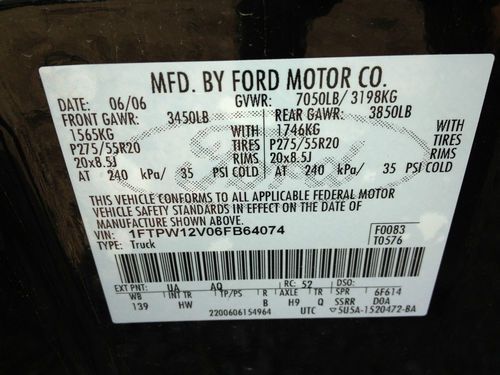 MFD. BY FORD MOTOR CO.
DATE: 06/06 GVWR: 7050LB/ 3198KG
FRONT GAWR: 3450LB REAR GAWR: 3850LB
1565KG WITH 1746KG WITH
P275/55R20 TIRES P275/55R20 TIRES
20x8.5J RIMS 20x8.5J RIMS
AT 240 kPa/ 35 PSI COLD AT 240 kPa/ 35 PSI COLD
THIS VEHICLE CONFORMS TO ALL APPLICABLE FEDERAL MOTOR
VEHICLE SAFETY STANDARDS IN EFFECT ON THE DATE OF
MANUFACTURE SHOWN ABOVE.
VIN: 1FTPW12V06FB64074 F0083
TYPE: Truck T0576
EXT PNT: UA AQ RC: 52 DSO:
WB INT TR TP/PS R AXLE TR SPR 6F614
139 HW B H9 Q SSRR D0A
2200606154964 UTC 5U5A-1520472-BA
Ford